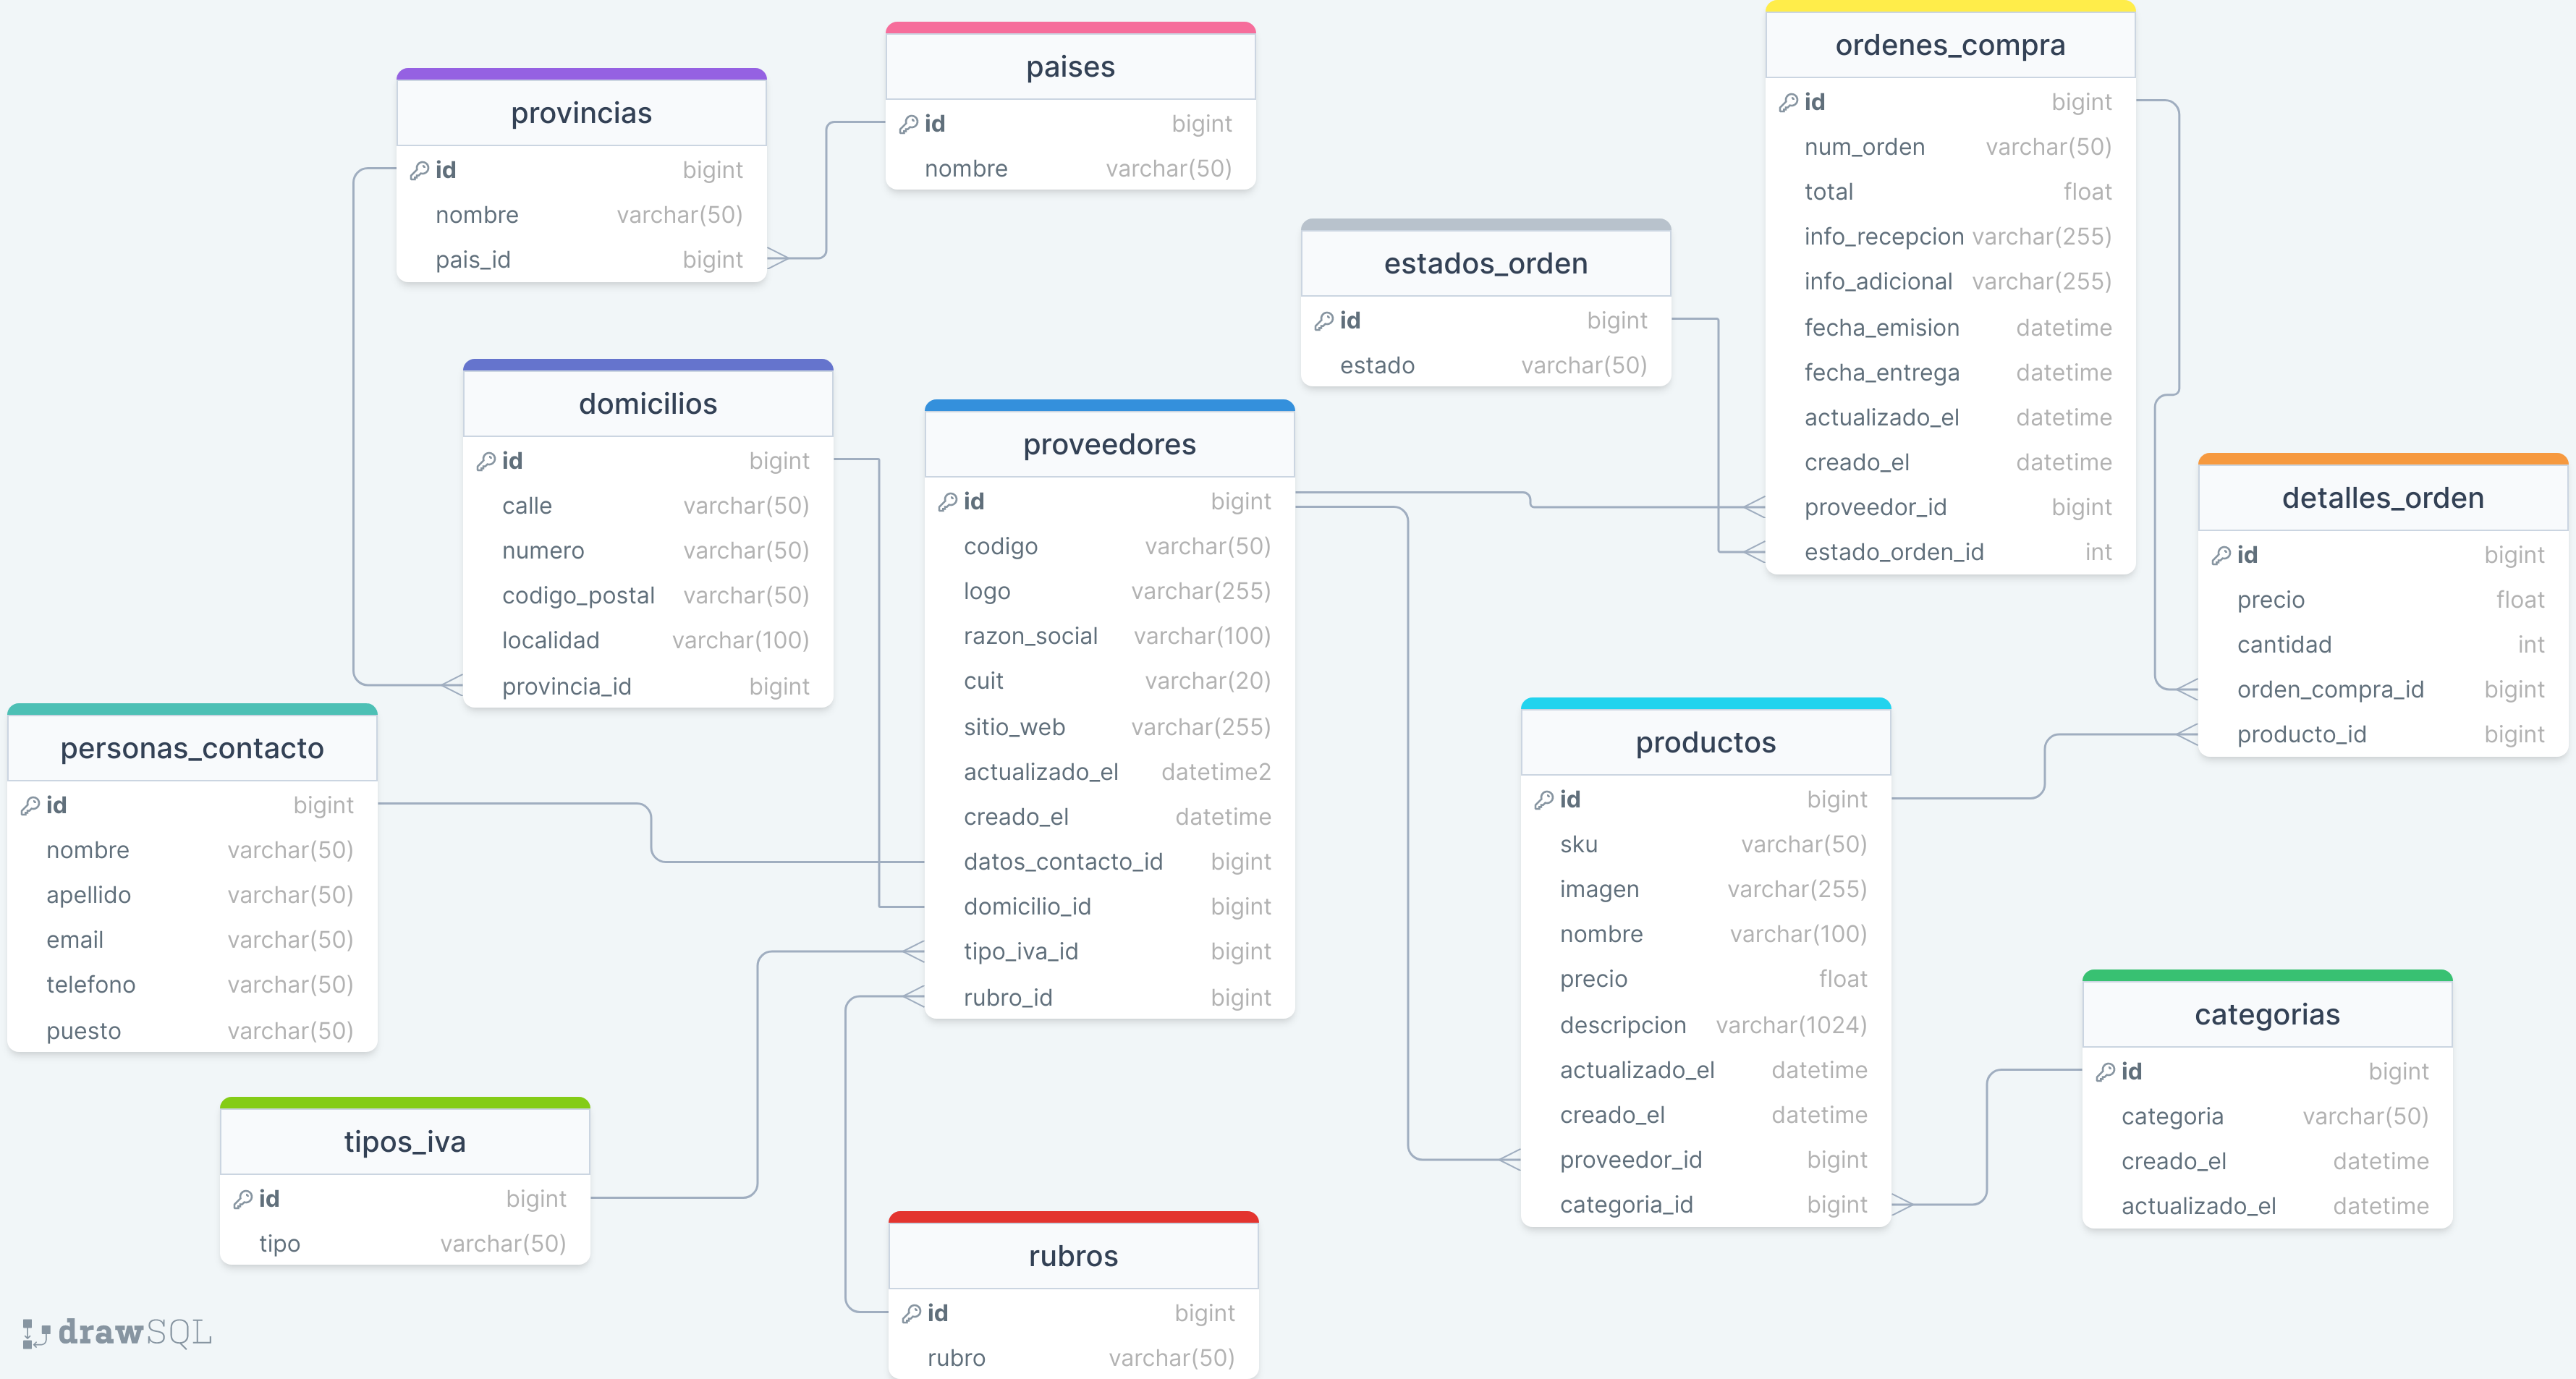 provincias
id bigint
nombre varchar(50)
pais_id bigint
paises
id bigint
nombre varchar(50)
ordenes_compra
id bigint
num_orden varchar(50)
total float
info_recepcion varchar(255)
info_adicional varchar(255)
fecha_emision datetime
fecha_entrega datetime
actualizado_el datetime
creado_el datetime
proveedor_id bigint
estado_orden_id int
estados_orden
id bigint
estado varchar(50)
domicilios
id bigint
calle varchar(50)
numero varchar(50)
codigo_postal varchar(50)
localidad varchar(100)
provincia_id bigint
proveedores
id bigint
codigo varchar(50)
logo varchar(255)
razon_social varchar(100)
cuit varchar(20)
sitio_web varchar(255)
actualizado_el datetime2
creado_el datetime
datos_contacto_id bigint
domicilio_id bigint
tipo_iva_id bigint
rubro_id bigint
detalles_orden
id bigint
precio float
cantidad int
orden_compra_id bigint
producto_id bigint
personas_contacto
id bigint
nombre varchar(50)
apellido varchar(50)
email varchar(50)
telefono varchar(50)
puesto varchar(50)
productos
id bigint
sku varchar(50)
imagen varchar(255)
nombre varchar(100)
precio float
descripcion varchar(1024)
actualizado_el datetime
creado_el datetime
proveedor_id bigint
categoria_id bigint
categorias
id bigint
categoria varchar(50)
creado_el datetime
actualizado_el datetime
tipos_iva
id bigint
tipo varchar(50)
rubros
id bigint
rubro varchar(50)
drawSQL